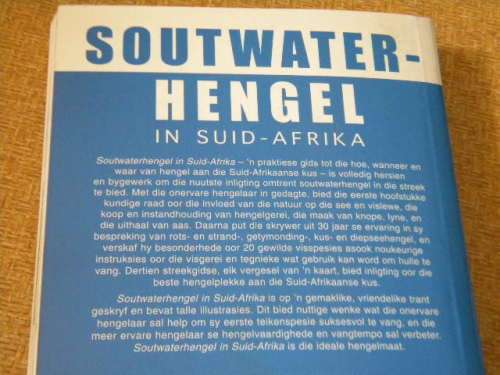 SOUTWATER-
HENGEL
IN SUID-AFRIKA
Soutwaterhengel in Suid-Afrika – 'n praktiese gids tot die hoe, wanneer en
waar van hengel aan die Suid-Afrikaanse kus – is volledig hersien
en bygewerk om die nuutste inligting omtrent soutwaterhengel in die streek
te bied. Met die onervare hengelaar in gedagte, bied die eerste hoofstukke
kundige raad oor die invloed van die natuur op die see en vislewe, die
koop en instandhouding van hengelgerei, die maak van knope, lyne, en
die uithaal van aas. Daarna put die skrywer uit 30 jaar se ervaring in sy
bespreking van rots- en strand-, getymonding-, kus- en diepseehengel, en
verskaf hy besonderhede oor 20 gewilde visspesies asook noukeurige
instruksies oor die visgerei en tegnieke wat gebruik kan word om hulle te
vang. Dertien streekgidse, elk vergesel van 'n kaart, bied inligting oor die
beste hengelplekke aan die Suid-Afrikaanse kus.
Soutwaterhengel in Suid-Afrika is op 'n gemaklike, vriendelike trant
geskryf en bevat talle illustrasies. Dit bied nuttige wenke wat die onervare
hengelaar sal help om sy eerste teikenspesie suksesvol te vang, en die
meer ervare hengelaar se hengelvaardighede en vangtempo sal verbeter.
Soutwaterhengel in Suid-Afrika is die ideale hengelmaat.